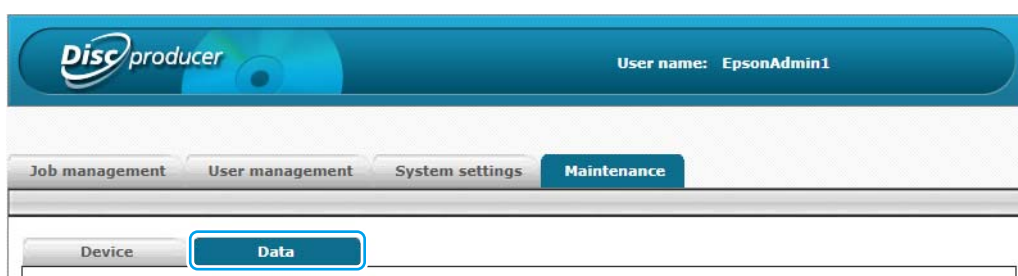 Disc producer
User name: EpsonAdmin1
Job management User management System settings Maintenance
Device Data